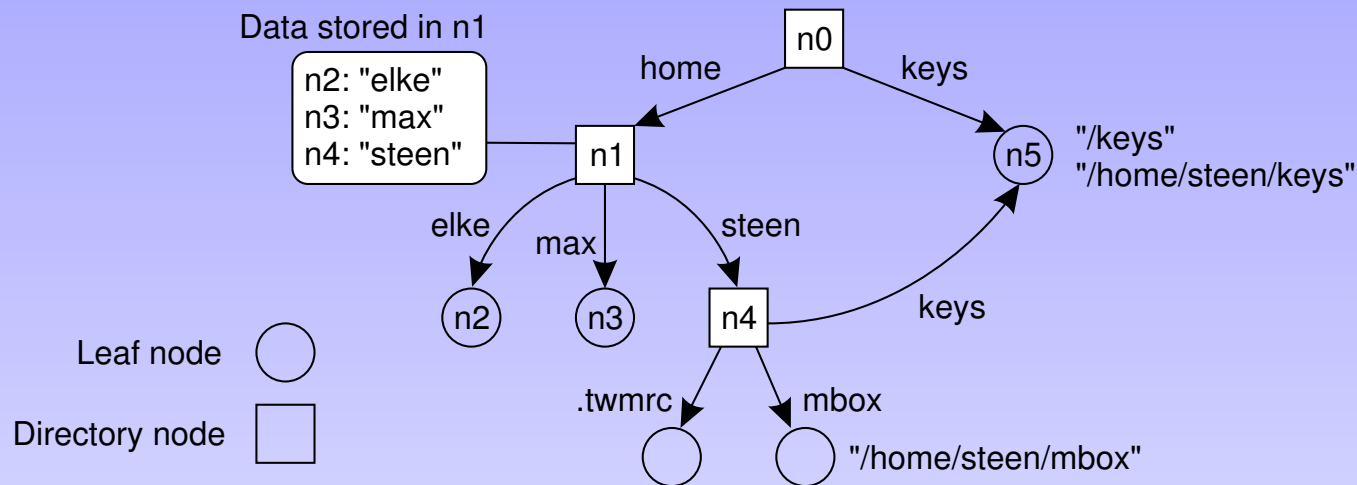 Data stored in n1
n2: "elke"
n3: "max"
n4: "steen"
n0
home
keys
n1
n5
"/keys"
"/home/steen/keys"
elke
max
steen
n2
n3
n4
keys
Leaf node
.twmrc
mbox
Directory node
"/home/steen/mbox"